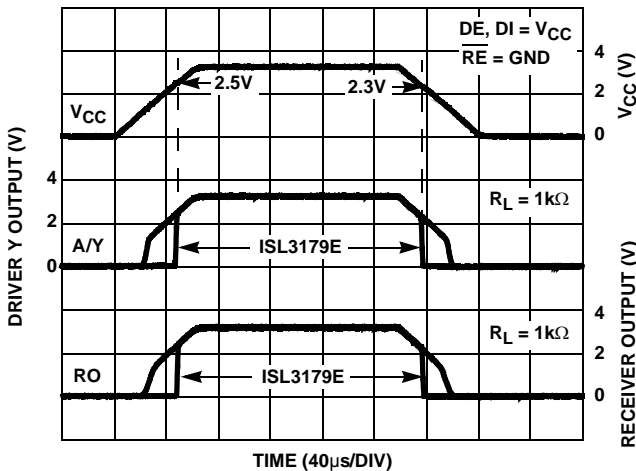 DE, DI = VCC
RE = GND
4
2
0
VCC (V)
2.5V
2.3V
VCC
DRIVER Y OUTPUT (V)
4
2
0
A/Y
RL = 1kΩ
ISL3179E
RECEIVER OUTPUT (V)
4
2
0
RL = 1kΩ
RO
ISL3179E
TIME (40μs/DIV)